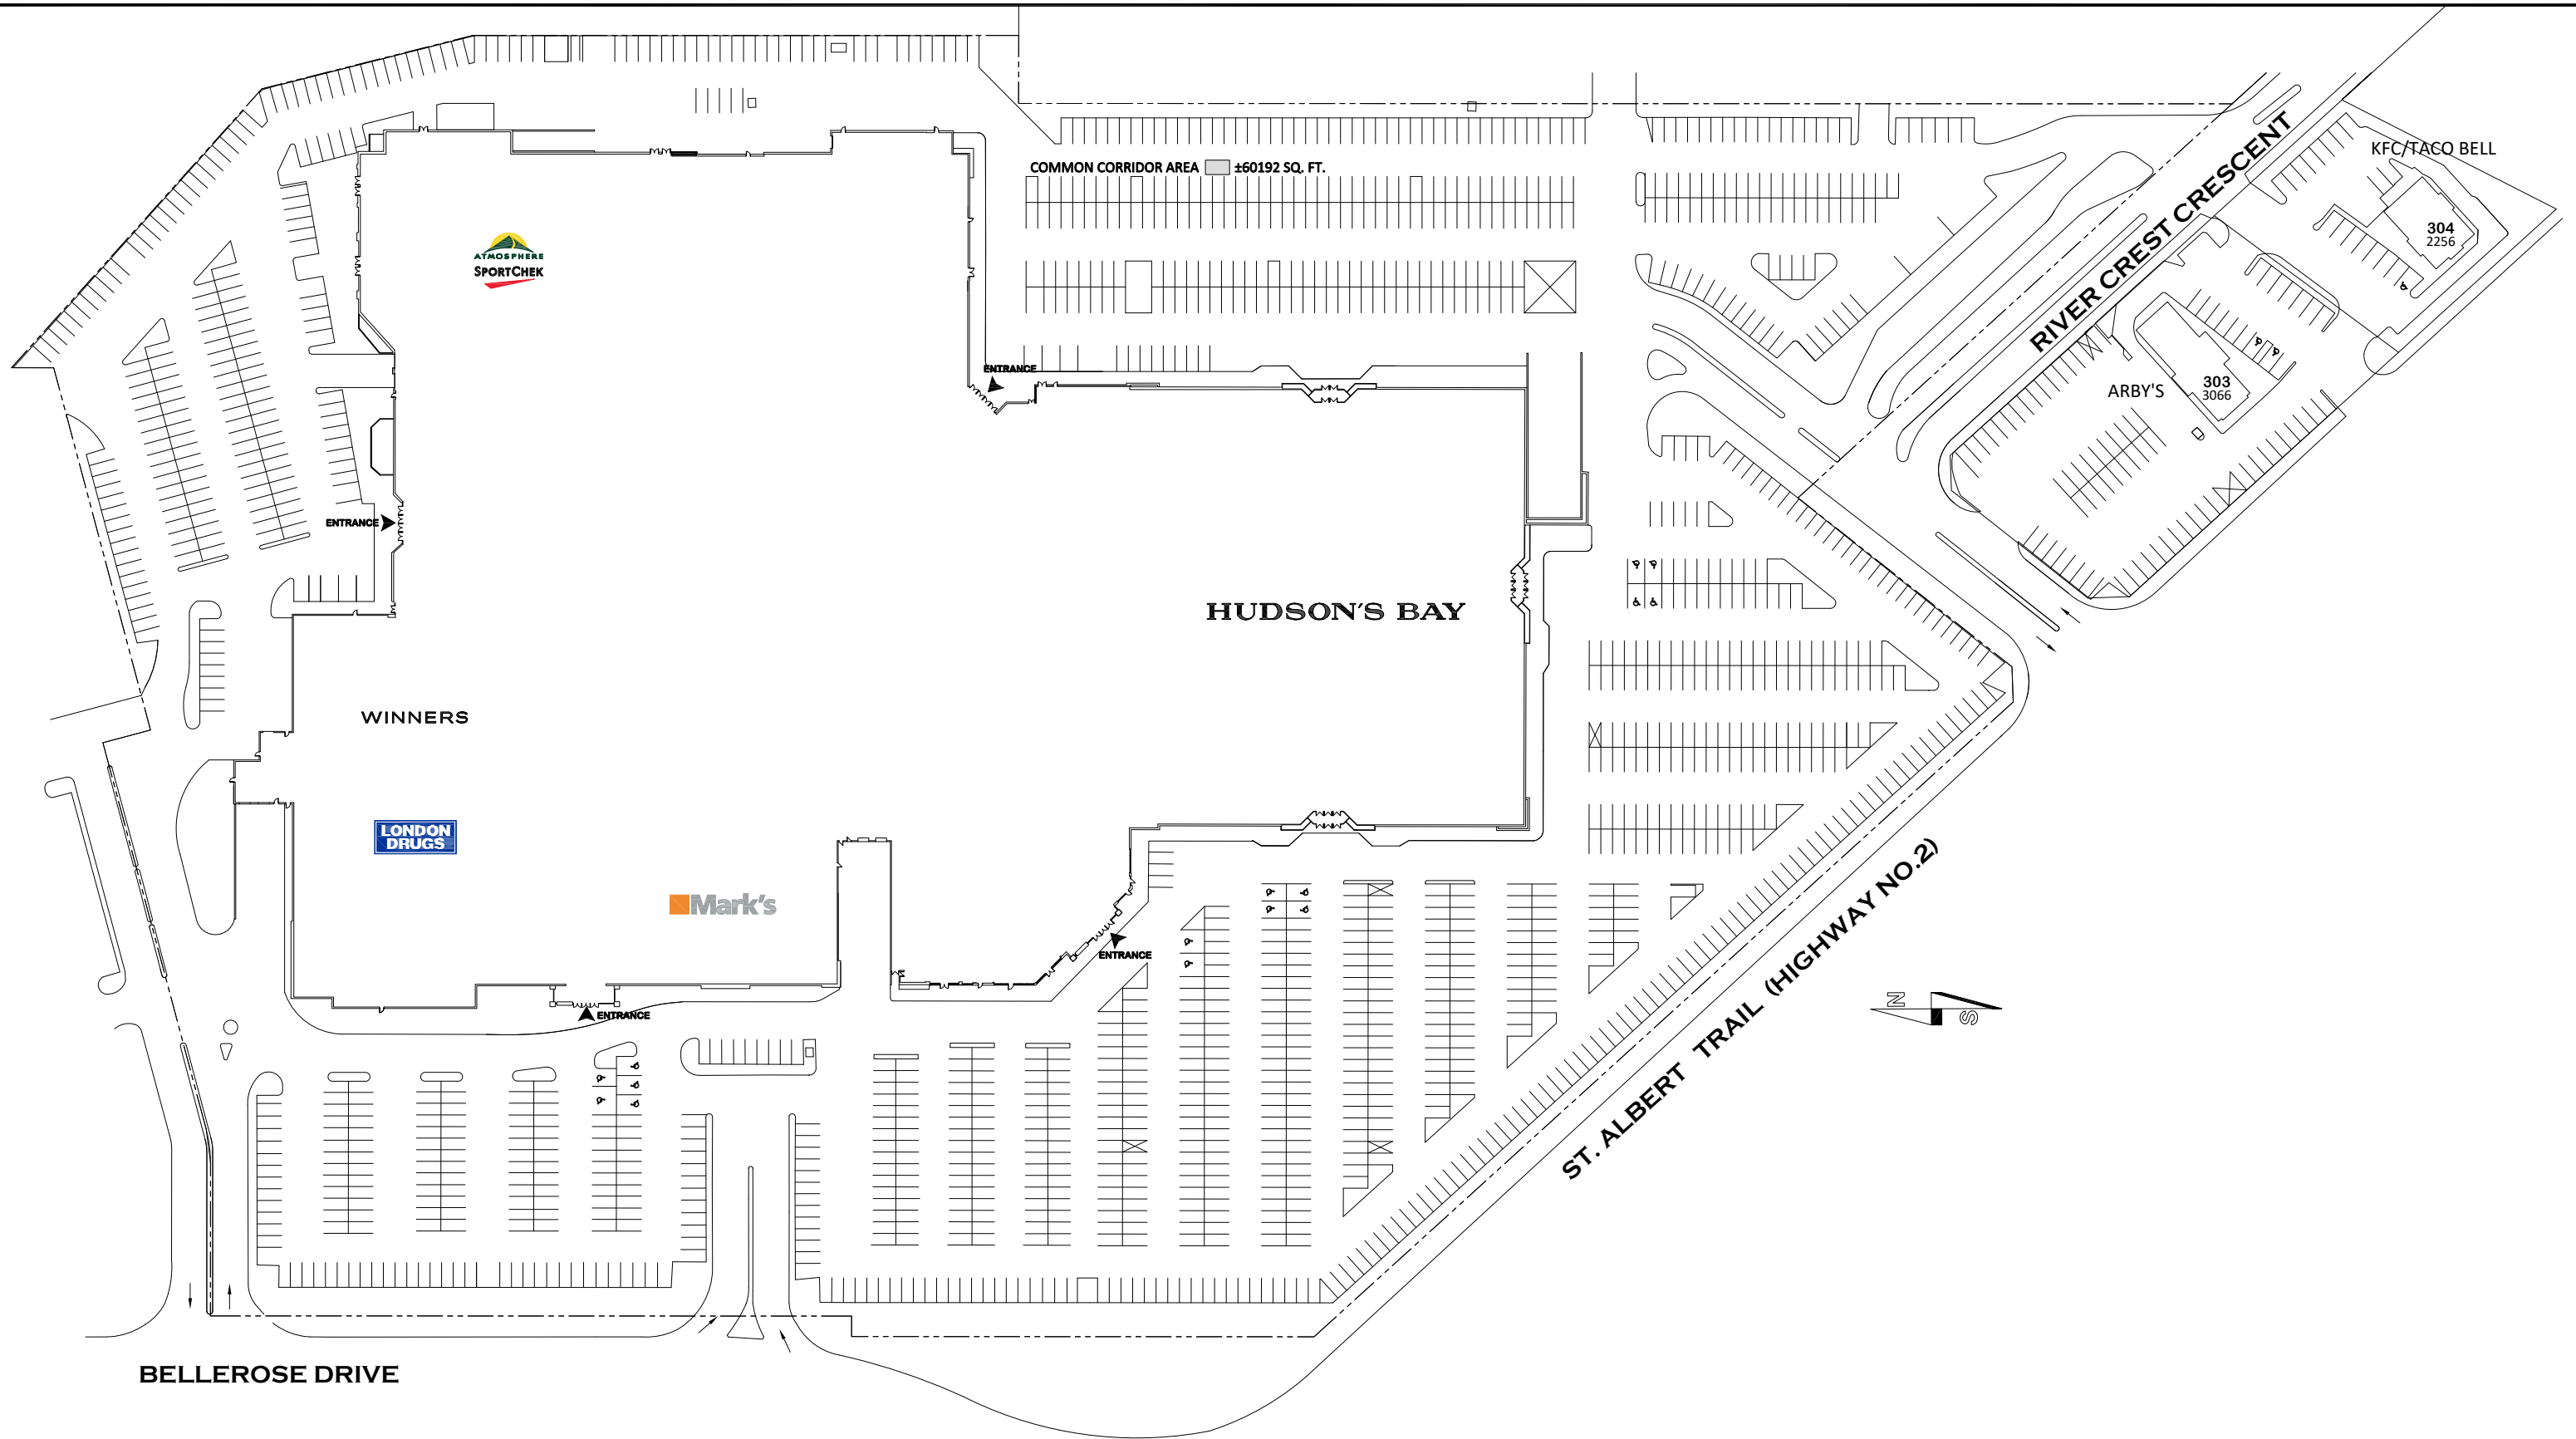 COMMON CORRIDOR AREA ±60192 SQ. FT.
KFC/TACO BELL
304
2256
RIVER CREST CRESCENT
ATMOSPHERE
SPORTCHEK
ENTRANCE
ARBY'S
303
3066
ENTRANCE
HUDSON'S BAY
WINNERS
LONDON
DRUGS
Mark's
ENTRANCE
ENTRANCE
ST. ALBERT TRAIL (HIGHWAY NO.2)
N
S
BELLEROSE DRIVE